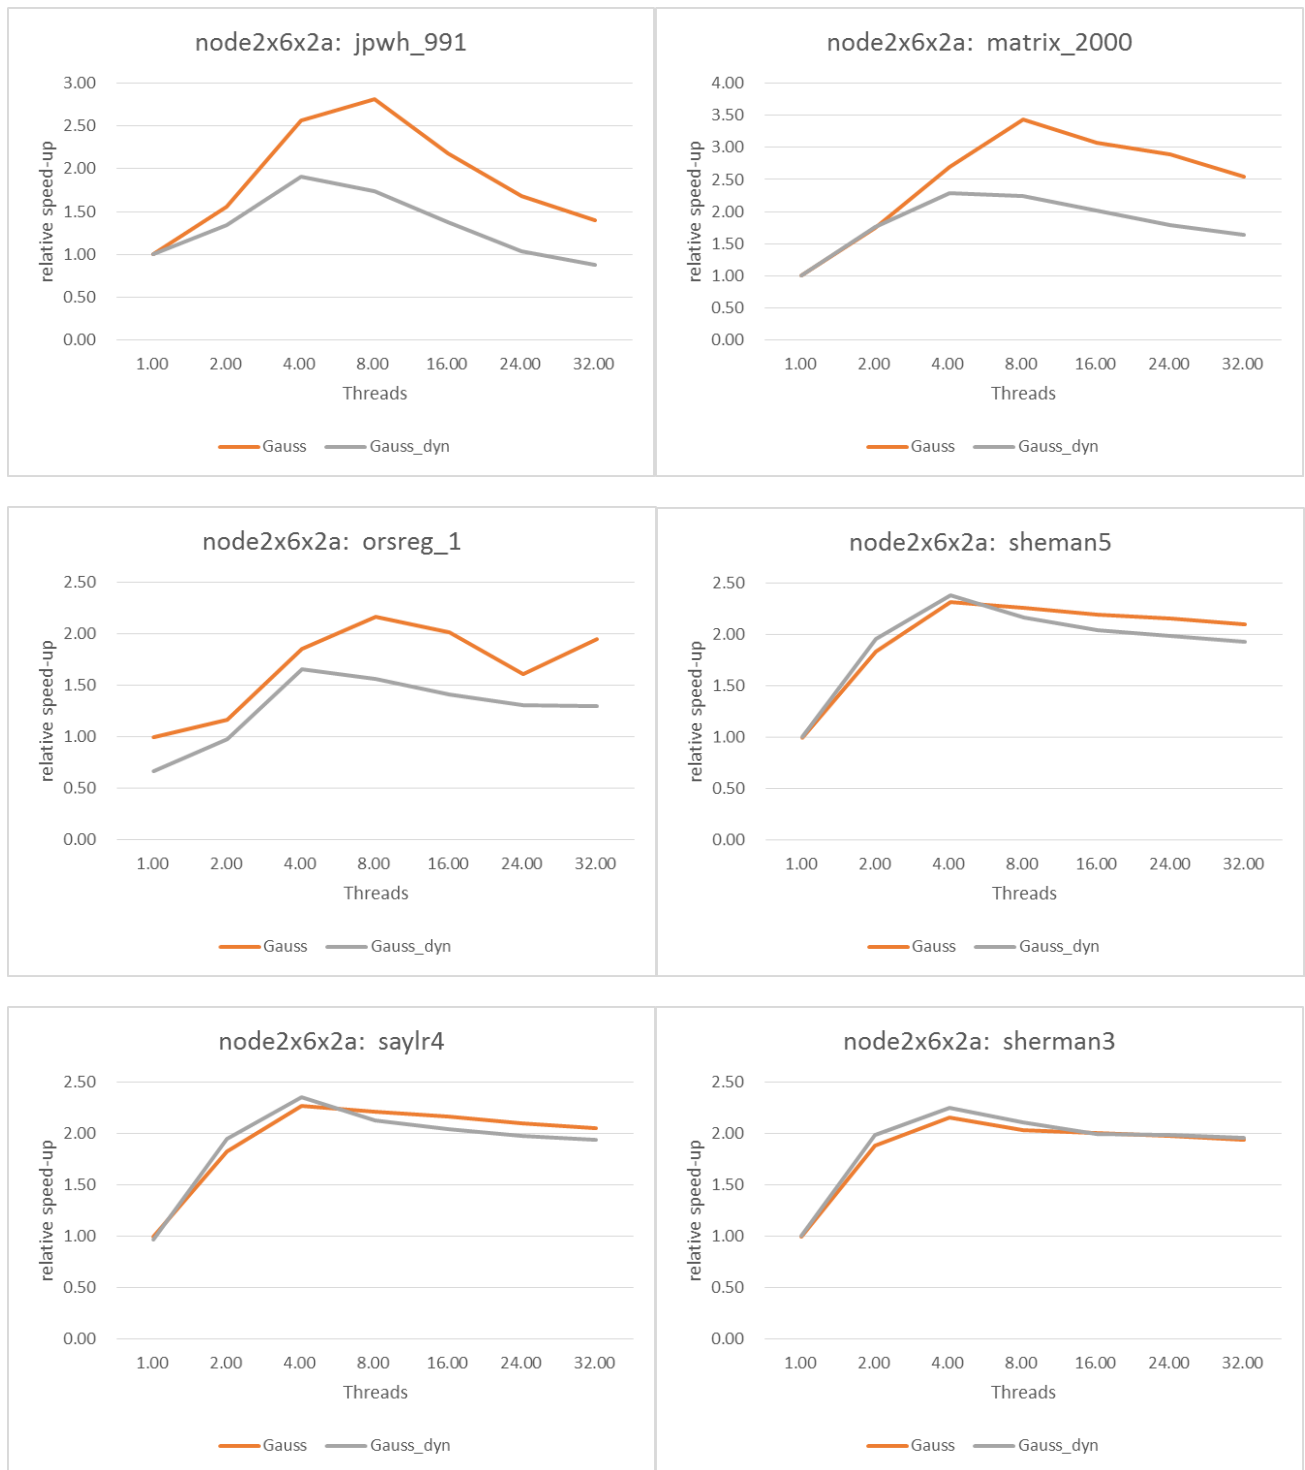 node2x6x2a: jpwh_991
relative speed-up
3.00
2.50
2.00
1.50
1.00
0.50
0.00
1.00 2.00 4.00 8.00 16.00 24.00 32.00
Threads
Gauss Gauss_dyn
node2x6x2a: matrix_2000
relative speed-up
4.00
3.50
3.00
2.50
2.00
1.50
1.00
0.50
0.00
1.00 2.00 4.00 8.00 16.00 24.00 32.00
Threads
Gauss Gauss_dyn
node2x6x2a: orsreg_1
relative speed-up
2.50
2.00
1.50
1.00
0.50
0.00
1.00 2.00 4.00 8.00 16.00 24.00 32.00
Threads
Gauss Gauss_dyn
node2x6x2a: sheman5
relative speed-up
2.50
2.00
1.50
1.00
0.50
0.00
1.00 2.00 4.00 8.00 16.00 24.00 32.00
Threads
Gauss Gauss_dyn
node2x6x2a: saylr4
relative speed-up
2.50
2.00
1.50
1.00
0.50
0.00
1.00 2.00 4.00 8.00 16.00 24.00 32.00
Threads
Gauss Gauss_dyn
node2x6x2a: sherman3
relative speed-up
2.50
2.00
1.50
1.00
0.50
0.00
1.00 2.00 4.00 8.00 16.00 24.00 32.00
Threads
Gauss Gauss_dyn